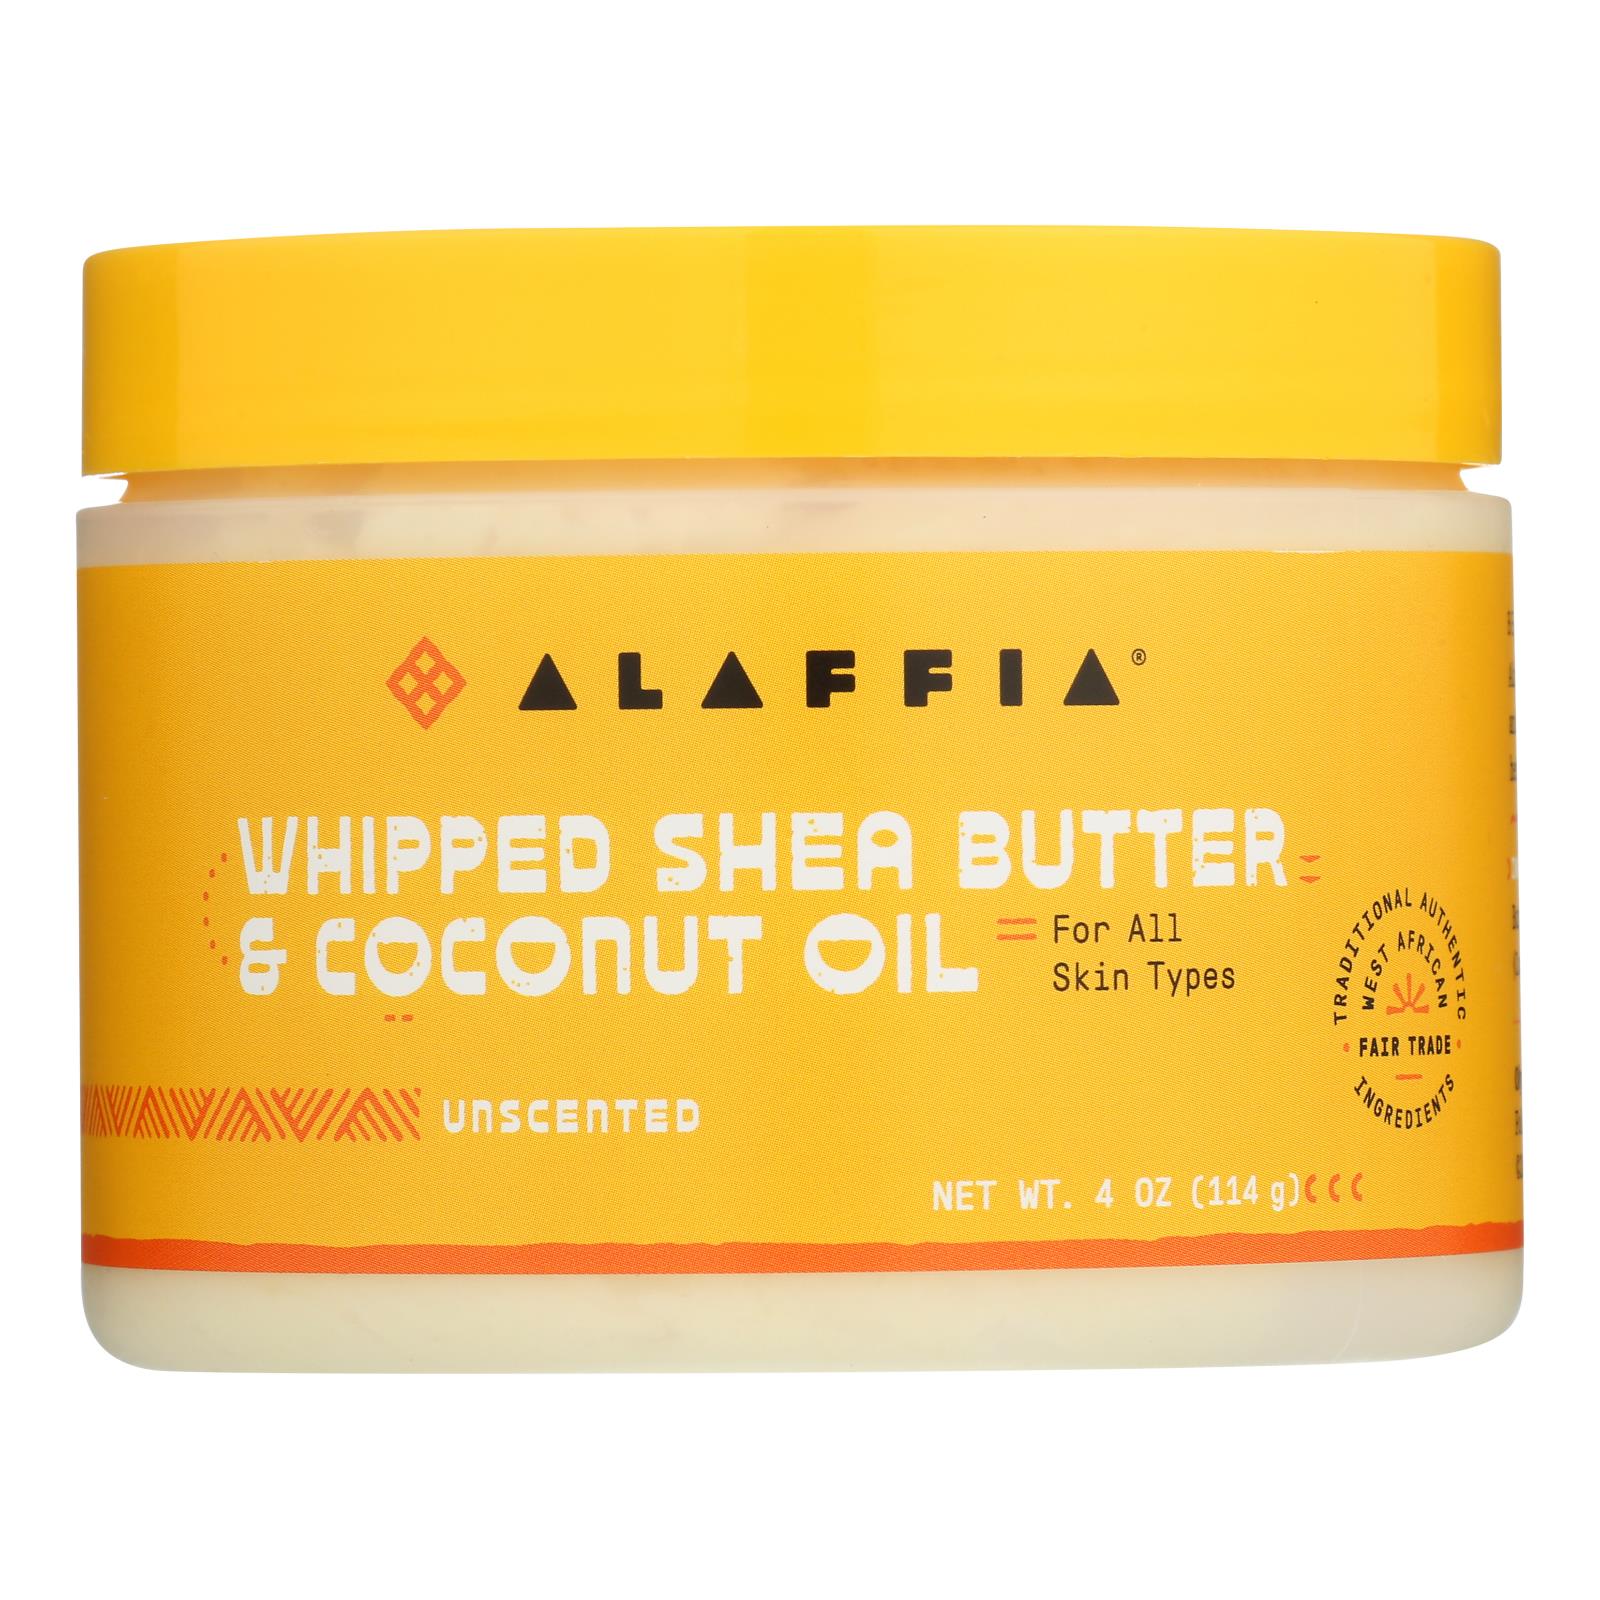 ALAFFIA®
WHIPPED SHEA BUTTER
& COCONUT OIL
For All
Skin Types
TRADITIONAL AUTHENTIC
WEST AFRICAN
FAIR TRADE
INGREDIENTS
UNSCENTED
NET WT. 4 OZ (114 g)